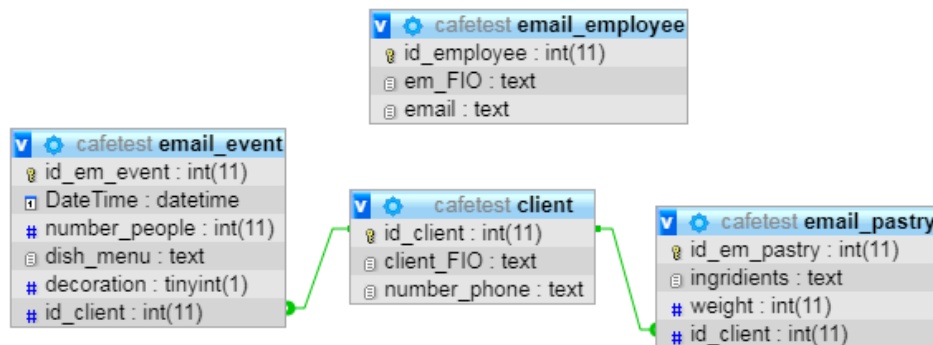 cafetest email_employee
id_employee : int(11)
em_FIO : text
email : text
cafetest email_event
id_em_event : int(11)
DateTime : datetime
number_people : int(11)
dish_menu : text
decoration : tinyint(1)
id_client : int(11)
cafetest client
id_client : int(11)
client_FIO : text
number_phone : text
cafetest email_pastry
id_em_pastry : int(11)
ingridients : text
weight : int(11)
id_client : int(11)